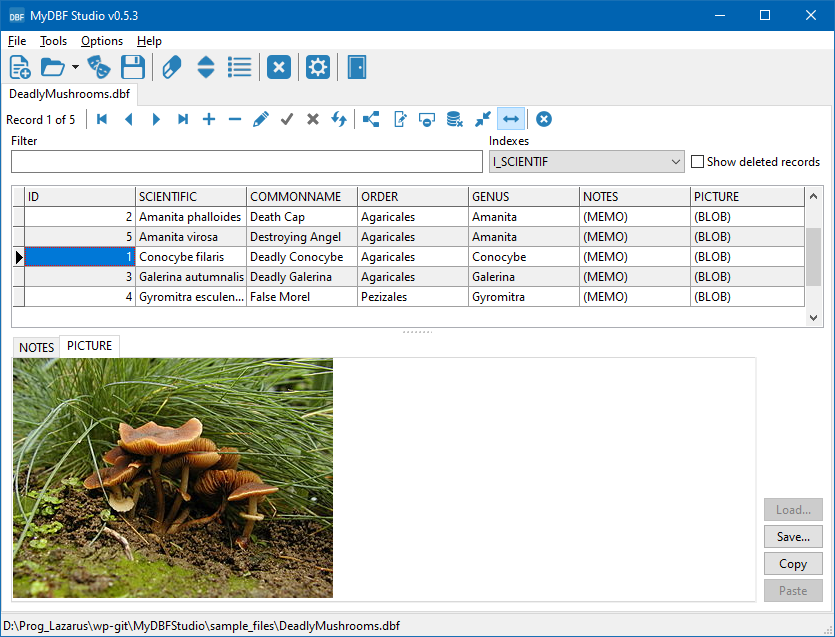 DBF MyDBF Studio v0.5.3
File Tools Options Help
DeadlyMushrooms.dbf
Record 1 of 5
Filter Indexes
I_SCIENTIF Show deleted records
ID SCIENTIFIC COMMONNAME ORDER GENUS NOTES PICTURE
2 Amanita phalloides Death Cap Agaricales Amanita (MEMO) (BLOB)
5 Amanita virosa Destroying Angel Agaricales Amanita (MEMO) (BLOB)
1 Conocybe filaris Deadly Conocybe Agaricales Conocybe (MEMO) (BLOB)
3 Galerina autumnalis Deadly Galerina Agaricales Galerina (MEMO) (BLOB)
4 Gyromitra esculen... False Morel Pezizales Gyromitra (MEMO) (BLOB)
NOTES PICTURE
Load...
Save...
Copy
Paste
D:\Prog_Lazarus\wp-git\MyDBFStudio\sample_files\DeadlyMushrooms.dbf